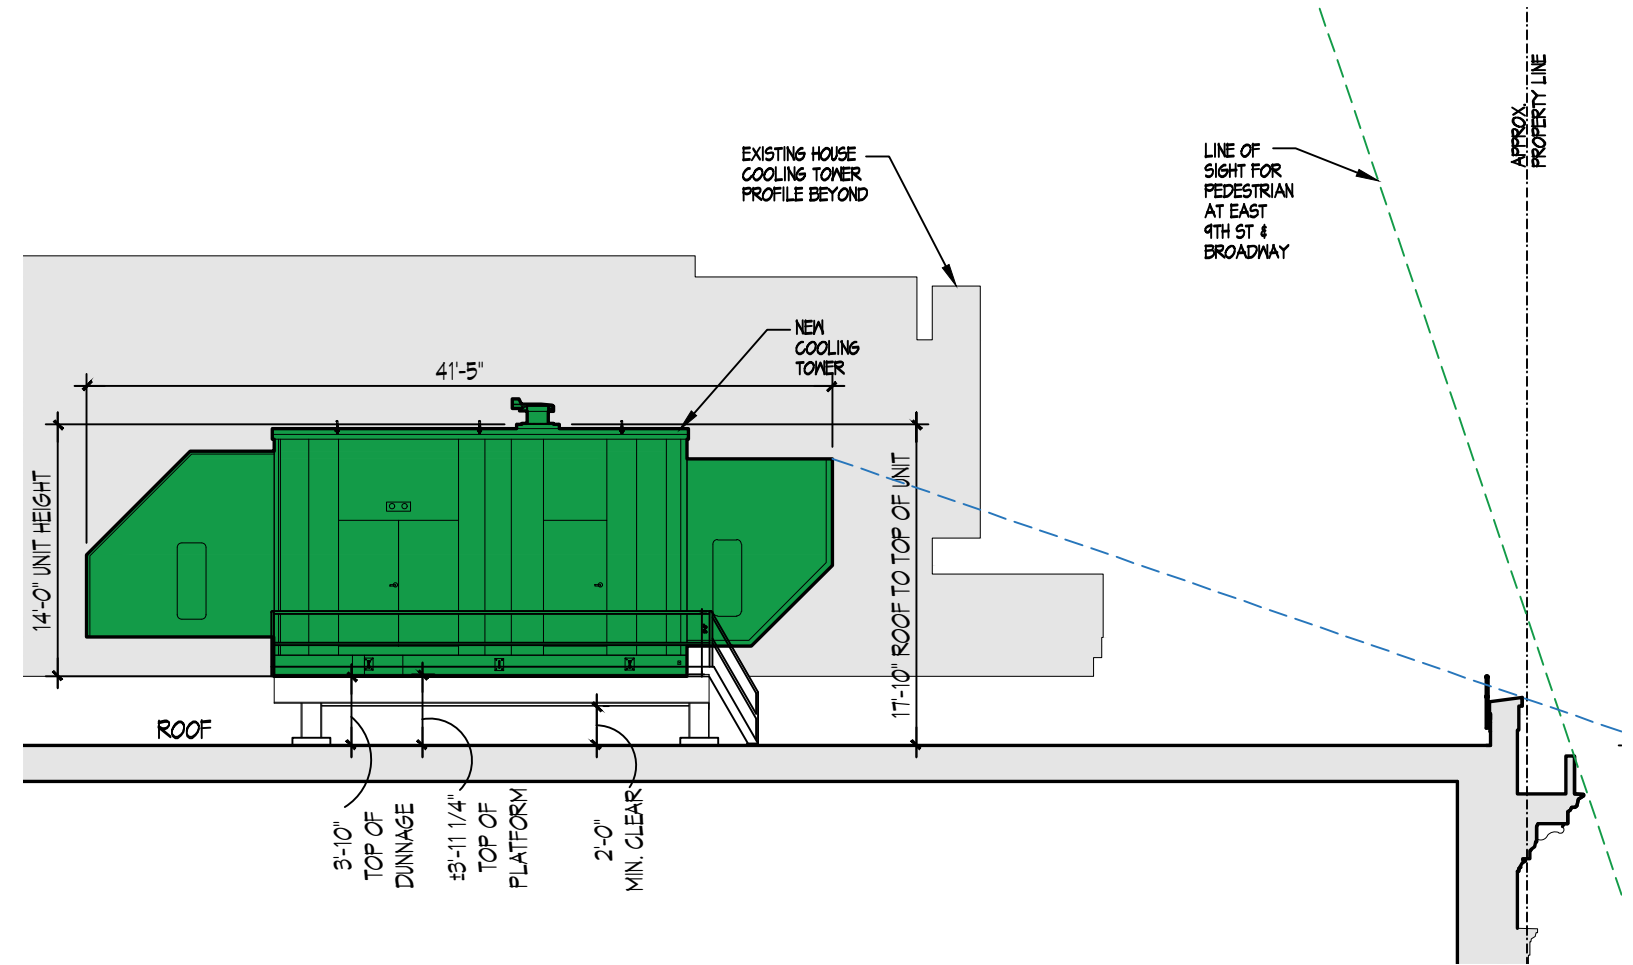 APPROX.
PROPERTY LINE
EXISTING HOUSE
COOLING TOWER
PROFILE BEYOND
LINE OF
SIGHT FOR
PEDESTRIAN
AT EAST
9TH ST &
BROADWAY
NEW
COOLING
TOWER
41'-5"
14'-0" UNIT HEIGHT
17'-10" ROOF TO TOP OF UNIT
ROOF
3'-10"
TOP OF
DUNNAGE
±3'-11 1/4"
TOP OF
PLATFORM
2'-0"
MIN. CLEAR